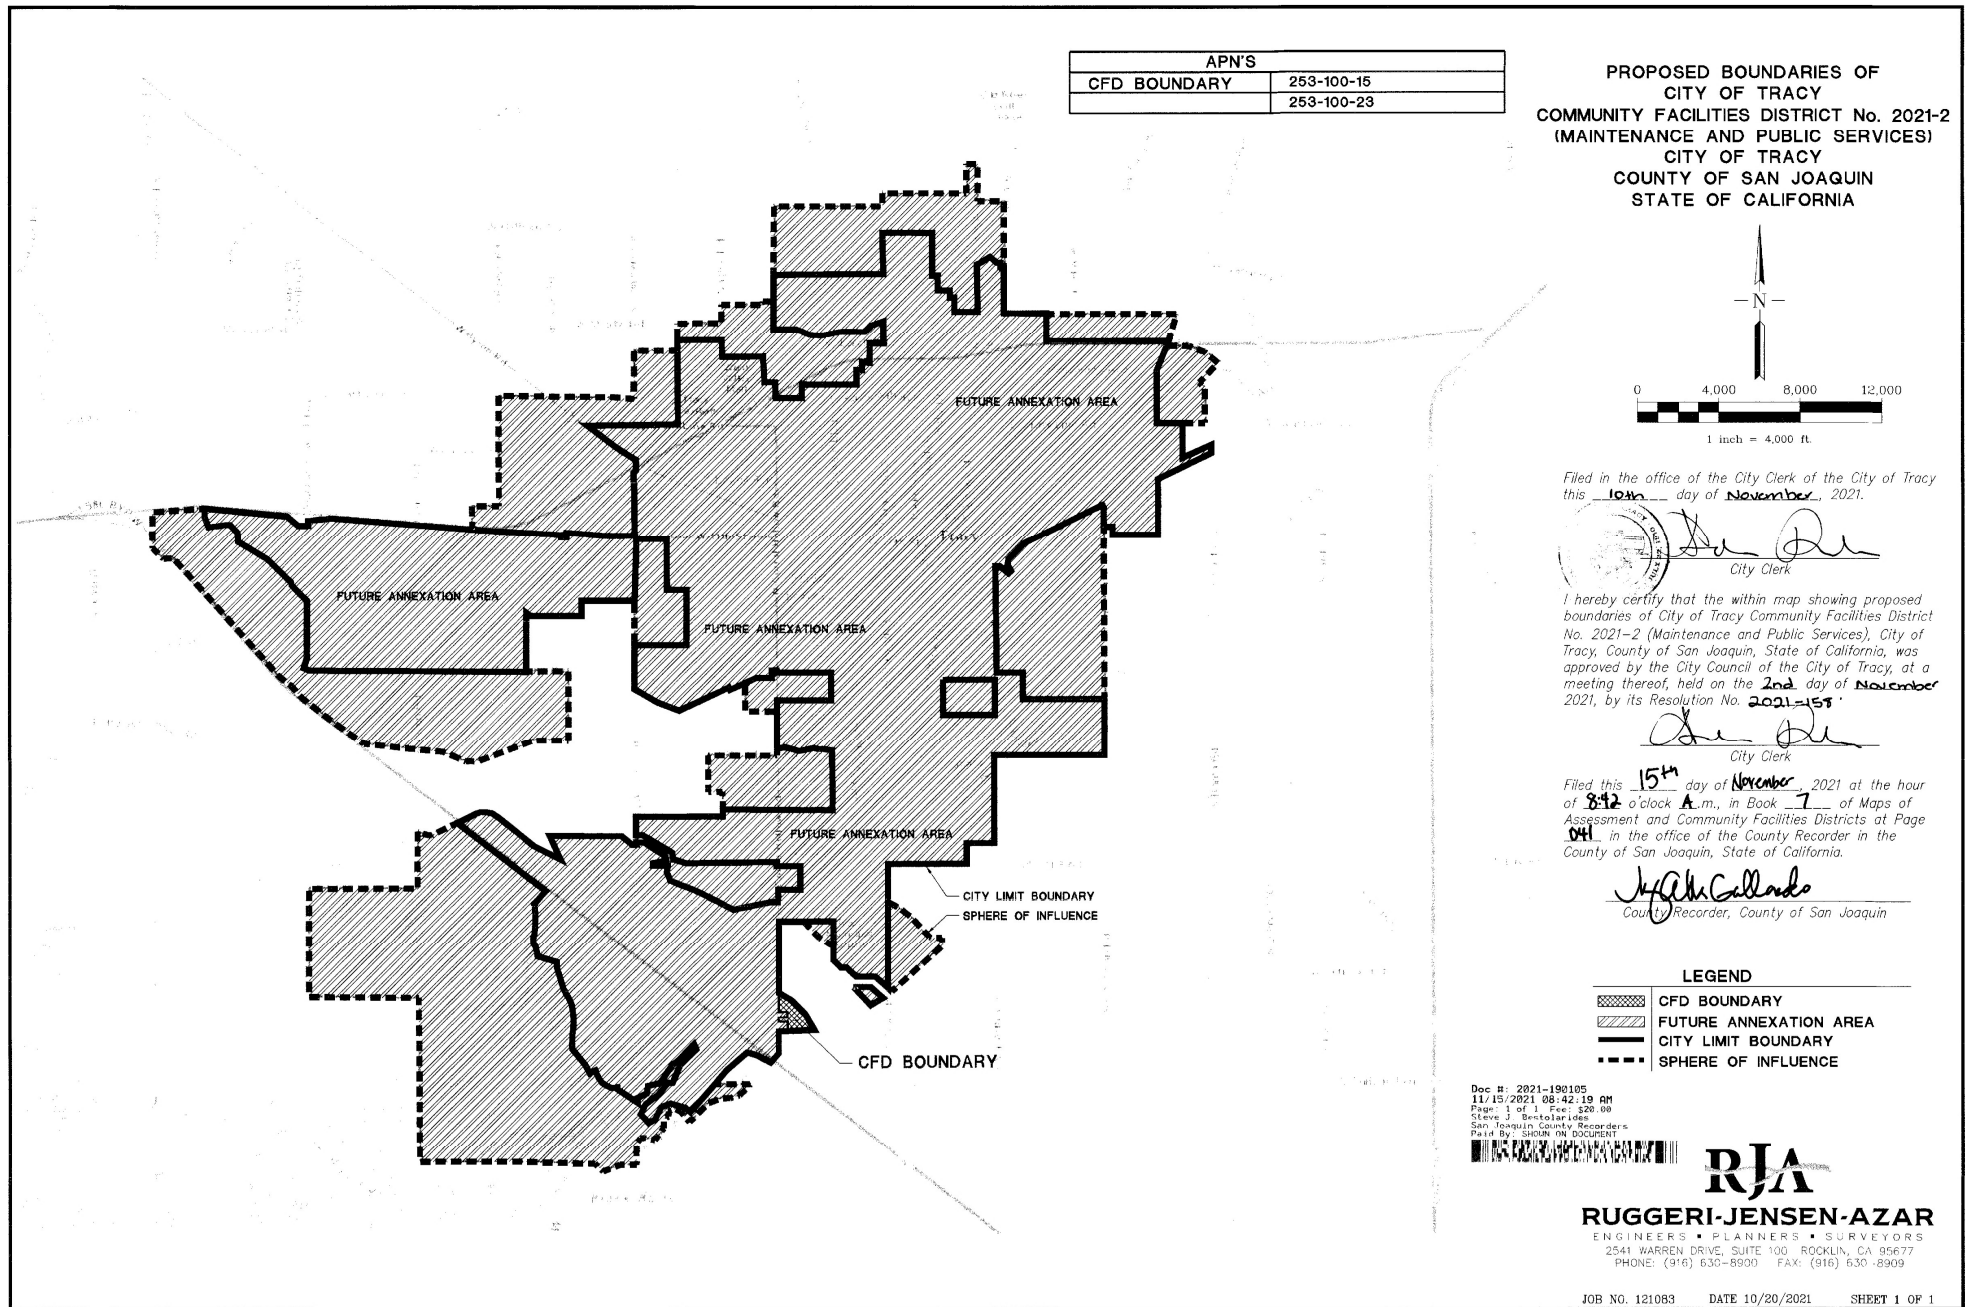 APN'S
CFD BOUNDARY 253-100-15
253-100-23
PROPOSED BOUNDARIES OF
CITY OF TRACY
COMMUNITY FACILITIES DISTRICT No. 2021-2
(MAINTENANCE AND PUBLIC SERVICES)
CITY OF TRACY
COUNTY OF SAN JOAQUIN
STATE OF CALIFORNIA
N
0 4,000 8,000 12,000
1 inch = 4,000 ft.
Filed in the office of the City Clerk of the City of Tracy
this 10th day of November, 2021.
City Clerk
I hereby certify that the within map showing proposed
boundaries of City of Tracy Community Facilities District
No. 2021-2 (Maintenance and Public Services), City of
Tracy, County of San Joaquin, State of California, was
approved by the City Council of the City of Tracy, at a
meeting thereof, held on the 2nd day of November
2021, by its Resolution No. 2021-158.
City Clerk
Filed this 15th day of November, 2021 at the hour
of 8:42 o'clock A.m., in Book 7 of Maps of
Assessment and Community Facilities Districts at Page
041 in the office of the County Recorder in the
County of San Joaquin, State of California.
County Recorder, County of San Joaquin
FUTURE ANNEXATION AREA
FUTURE ANNEXATION AREA
FUTURE ANNEXATION AREA
FUTURE ANNEXATION AREA
CITY LIMIT BOUNDARY
SPHERE OF INFLUENCE
CFD BOUNDARY
Tracy
LEGEND
CFD BOUNDARY
FUTURE ANNEXATION AREA
CITY LIMIT BOUNDARY
SPHERE OF INFLUENCE
Doc #: 2021-190105
11/15/2021 08:42:19 AM
Page: 1 of 1 Fee: $20.00
Steve J. Bestolarides
San Joaquin County Recorders
Paid By: SHOWN ON DOCUMENT
RJA
RUGGERI-JENSEN-AZAR
ENGINEERS ▪ PLANNERS ▪ SURVEYORS
2541 WARREN DRIVE, SUITE 100 ROCKLIN, CA 95677
PHONE: (916) 630-8900 FAX: (916) 630-8909
JOB NO. 121083 DATE 10/20/2021 SHEET 1 OF 1